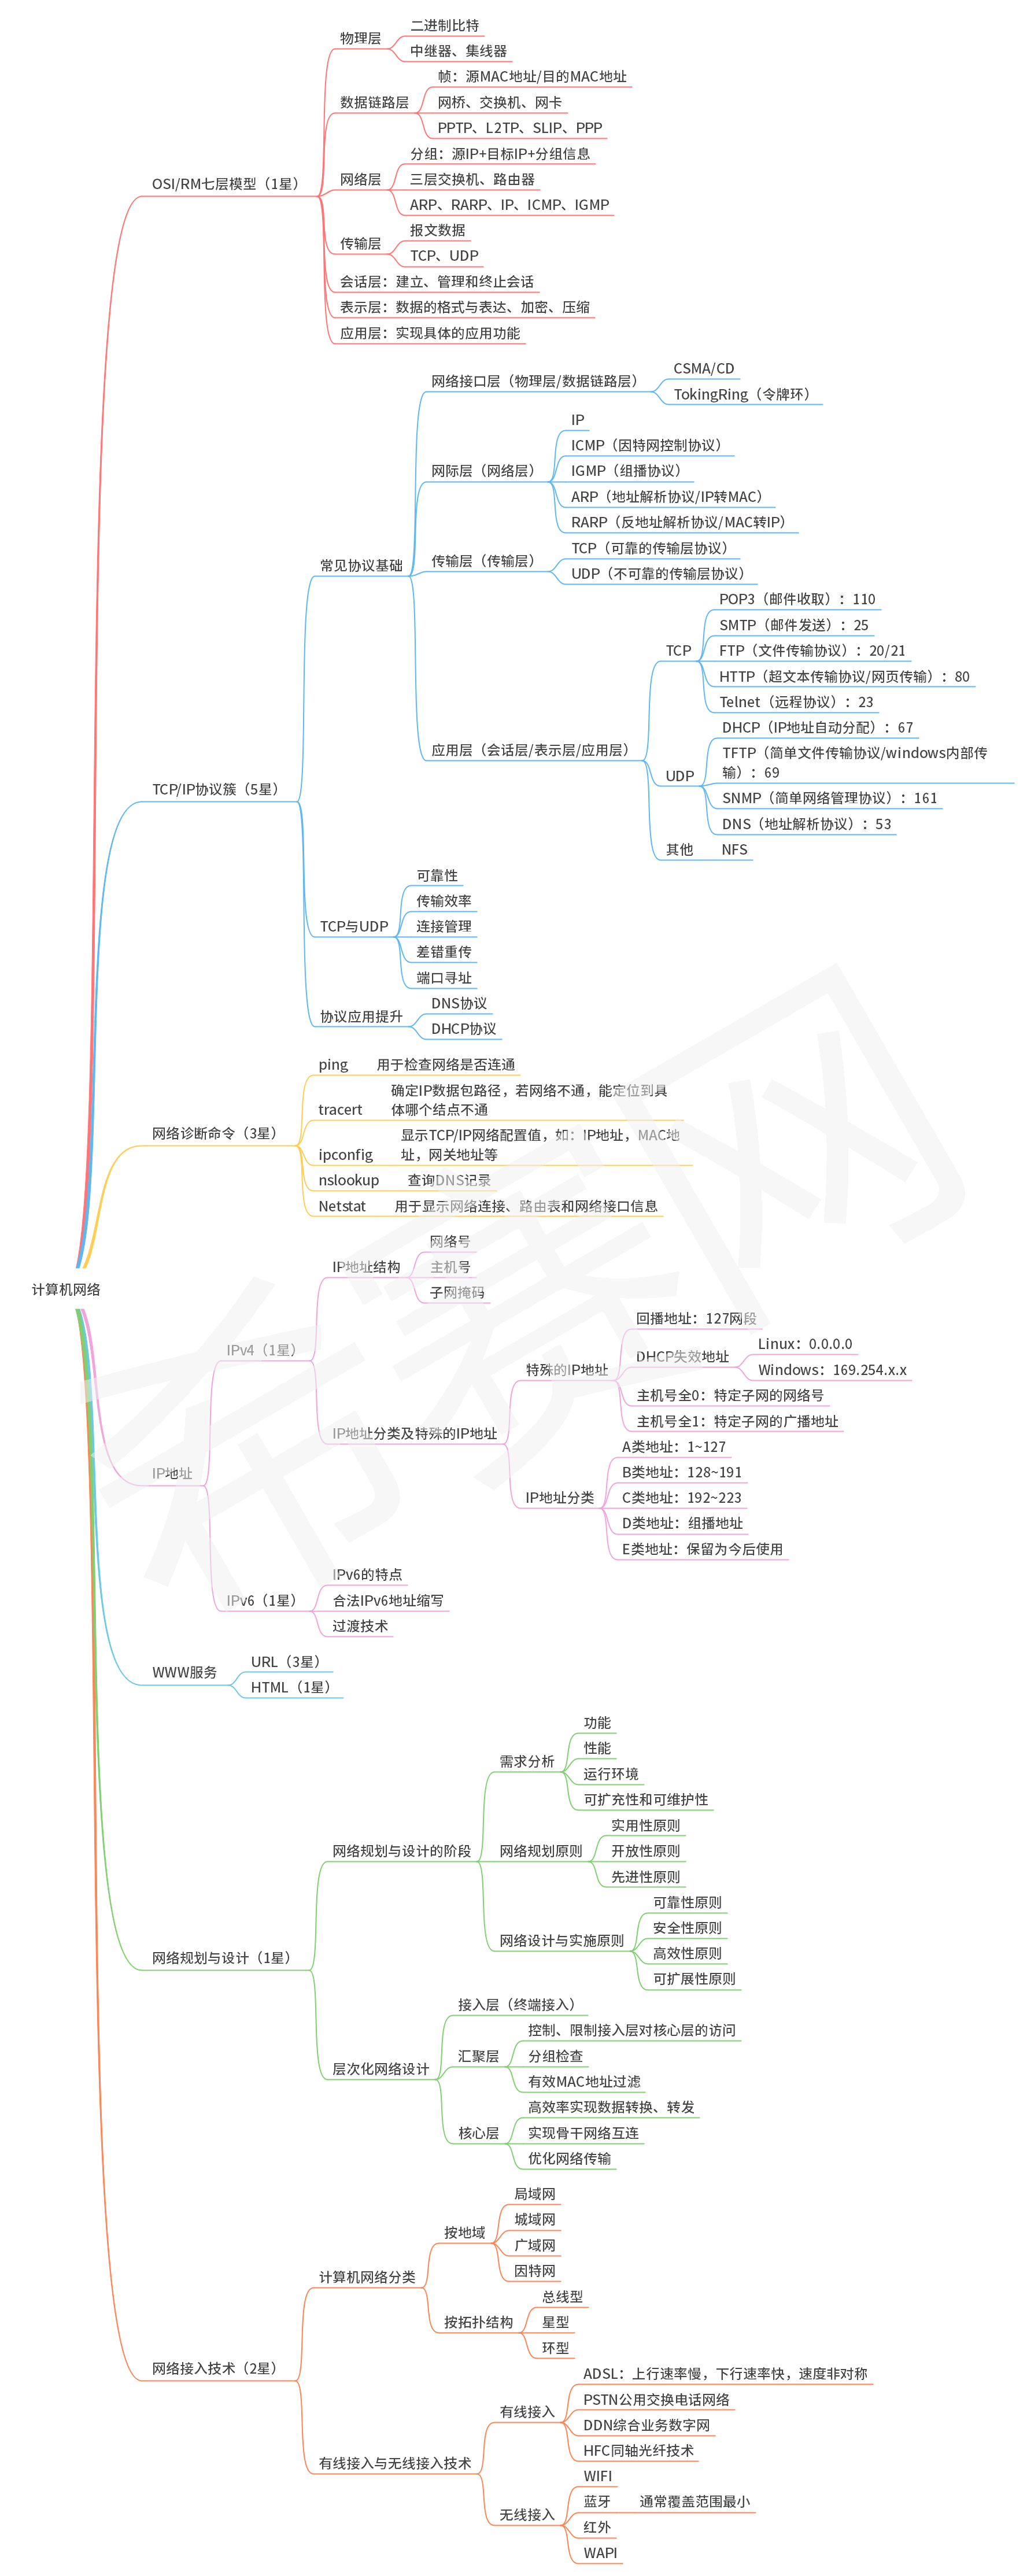 计算机网络
OSI/RM七层模型（1星）
物理层
二进制比特
中继器、集线器
数据链路层
帧：源MAC地址/目的MAC地址
网桥、交换机、网卡
PPTP、L2TP、SLIP、PPP
网络层
分组：源IP+目标IP+分组信息
三层交换机、路由器
ARP、RARP、IP、ICMP、IGMP
传输层
报文数据
TCP、UDP
会话层：建立、管理和终止会话
表示层：数据的格式与表达、加密、压缩
应用层：实现具体的应用功能
TCP/IP协议簇（5星）
常见协议基础
网络接口层（物理层/数据链路层）
CSMA/CD
TokingRing（令牌环）
网际层（网络层）
IP
ICMP（因特网控制协议）
IGMP（组播协议）
ARP（地址解析协议/IP转MAC）
RARP（反地址解析协议/MAC转IP）
传输层（传输层）
TCP（可靠的传输层协议）
UDP（不可靠的传输层协议）
应用层（会话层/表示层/应用层）
TCP
POP3（邮件收取）：110
SMTP（邮件发送）：25
FTP（文件传输协议）：20/21
HTTP（超文本传输协议/网页传输）：80
Telnet（远程协议）：23
UDP
DHCP（IP地址自动分配）：67
TFTP（简单文件传输协议/windows内部传
输）：69
SNMP（简单网络管理协议）：161
DNS（地址解析协议）：53
其他
NFS
TCP与UDP
可靠性
传输效率
连接管理
差错重传
端口寻址
协议应用提升
DNS协议
DHCP协议
网络诊断命令（3星）
ping
用于检查网络是否连通
tracert
确定IP数据包路径，若网络不通，能定位到具
体哪个结点不通
ipconfig
显示TCP/IP网络配置值，如：IP地址，MAC地
址，网关地址等
nslookup
查询DNS记录
Netstat
用于显示网络连接、路由表和网络接口信息
IP地址
IPv4（1星）
IP地址结构
网络号
主机号
子网掩码
IP地址分类及特殊的IP地址
特殊的IP地址
回播地址：127网段
DHCP失效地址
Linux：0.0.0.0
Windows：169.254.x.x
主机号全0：特定子网的网络号
主机号全1：特定子网的广播地址
IP地址分类
A类地址：1~127
B类地址：128~191
C类地址：192~223
D类地址：组播地址
E类地址：保留为今后使用
IPv6（1星）
IPv6的特点
合法IPv6地址缩写
过渡技术
WWW服务
URL（3星）
HTML（1星）
网络规划与设计（1星）
网络规划与设计的阶段
需求分析
功能
性能
运行环境
可扩充性和可维护性
网络规划原则
实用性原则
开放性原则
先进性原则
网络设计与实施原则
可靠性原则
安全性原则
高效性原则
可扩展性原则
层次化网络设计
接入层（终端接入）
汇聚层
控制、限制接入层对核心层的访问
分组检查
有效MAC地址过滤
核心层
高效率实现数据转换、转发
实现骨干网络互连
优化网络传输
网络接入技术（2星）
计算机网络分类
按地域
局域网
城域网
广域网
因特网
按拓扑结构
总线型
星型
环型
有线接入与无线接入技术
有线接入
ADSL：上行速率慢，下行速率快，速度非对称
PSTN公用交换电话网络
DDN综合业务数字网
HFC同轴光纤技术
无线接入
WIFI
蓝牙
通常覆盖范围最小
红外
WAPI
希赛网